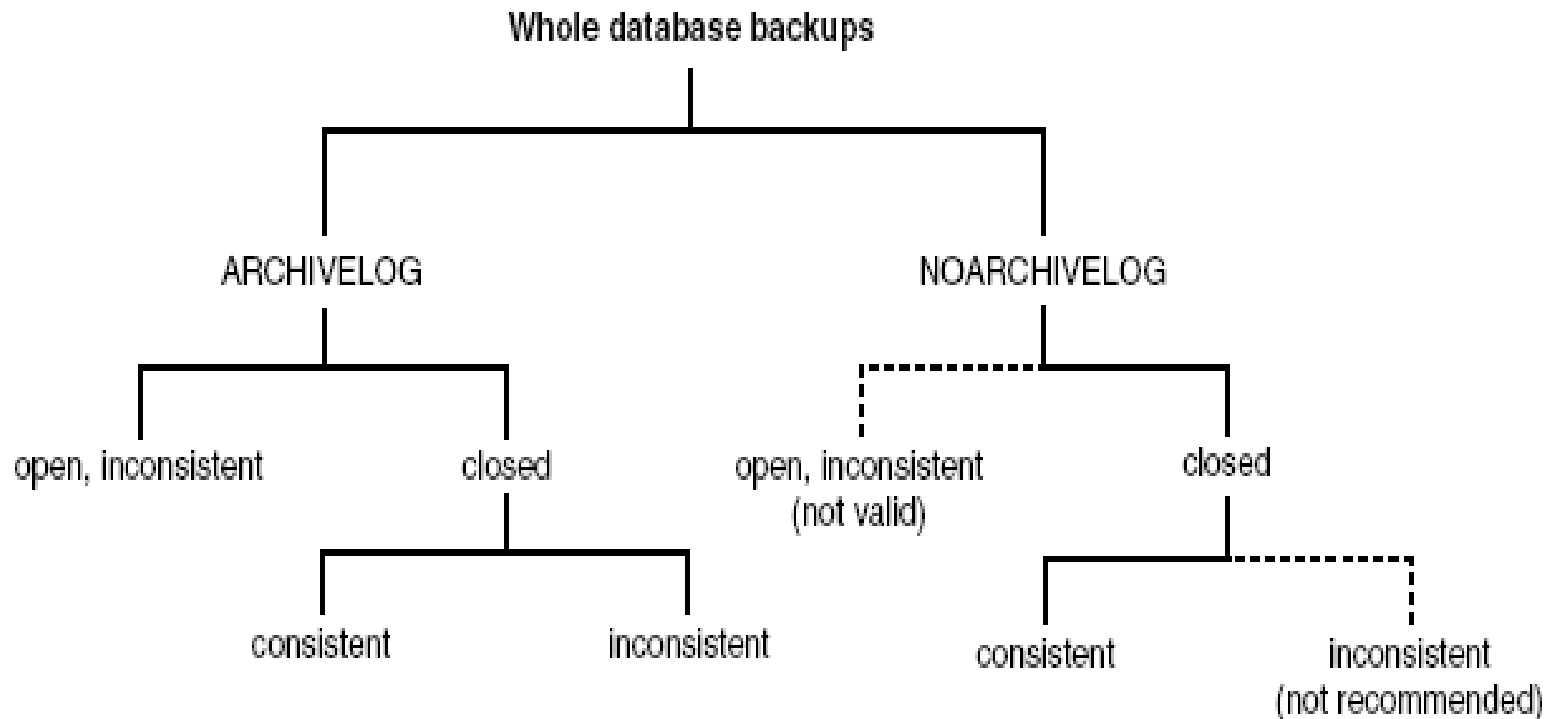 Whole database backups
ARCHIVELOG
NOARCHIVELOG
open, inconsistent
closed
open, inconsistent
(not valid)
closed
consistent
inconsistent
consistent
inconsistent
(not recommended)